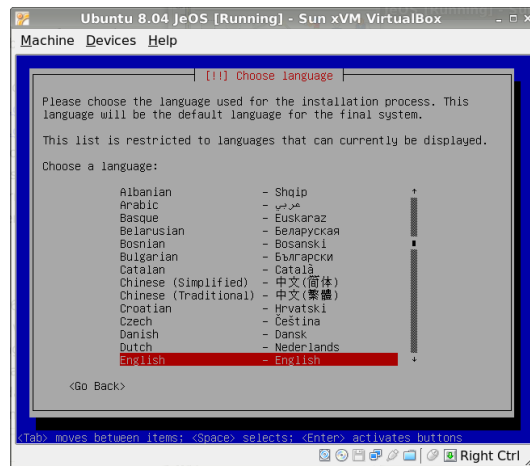 Ubuntu 8.04 JeOS [Running] - Sun xVM VirtualBox
Machine Devices Help
[!!] Choose language
Please choose the language used for the installation process. This
language will be the default language for the final system.
This list is restricted to languages that can currently be displayed.
Choose a language:
Albanian - Shqip
Arabic - عربي
Basque - Euskaraz
Belarusian - Беларуская
Bosnian - Bosanski
Bulgarian - Български
Catalan - Català
Chinese (Simplified) - 中文(简体)
Chinese (Traditional) - 中文(繁體)
Croatian - Hrvatski
Czech - Čeština
Danish - Dansk
Dutch - Nederlands
English - English
<Go Back>
<Tab> moves between items; <Space> selects; <Enter> activates buttons
Right Ctrl